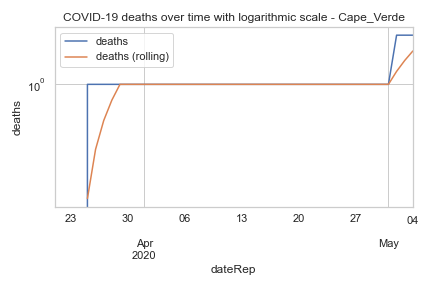 COVID-19 deaths over time with logarithmic scale - Cape_Verde
deaths
deaths (rolling)
10⁰
deaths
23 30 06 13 20 27 04
Apr May
2020
dateRep